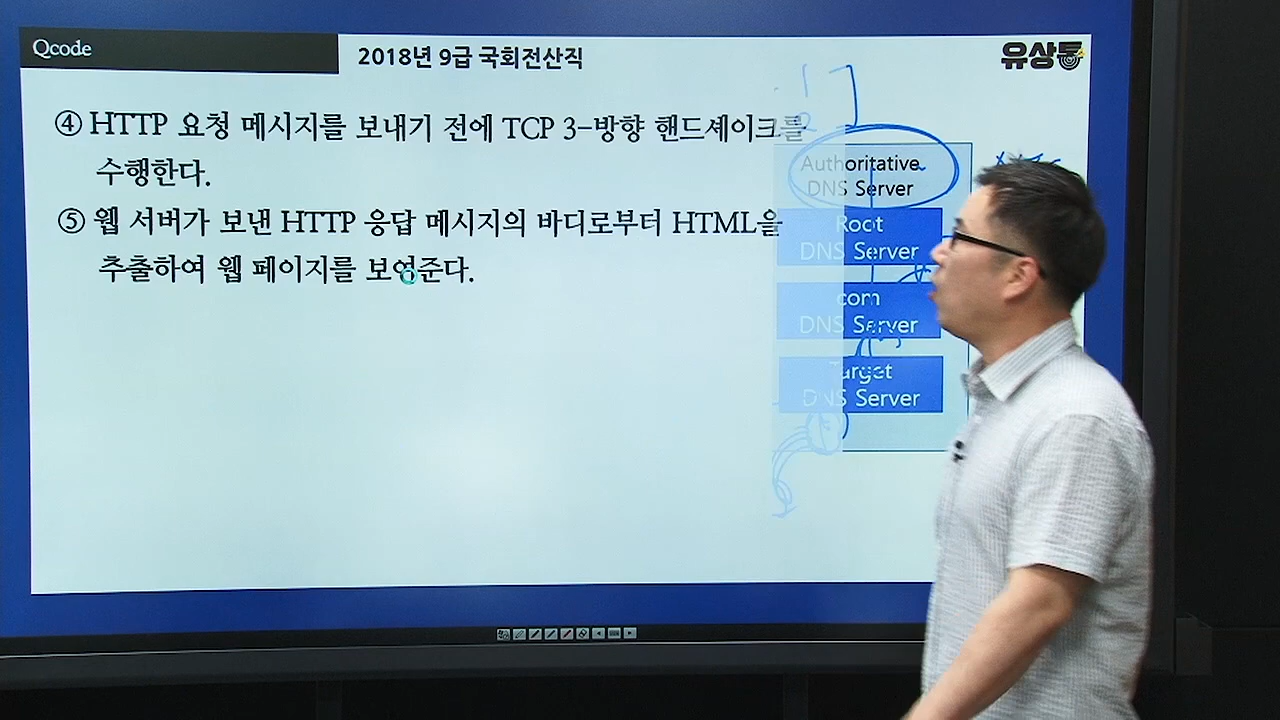 Qcode
2018년 9급 국회전산직
유상통
④ HTTP 요청 메시지를 보내기 전에 TCP 3-방향 핸드셰이크를
수행한다.
⑤ 웹 서버가 보낸 HTTP 응답 메시지의 바디로부터 HTML을
추출하여 웹 페이지를 보여준다.
Authoritative
DNS Server
Root
DNS Server
com
DNS Server
Target
DNS Server